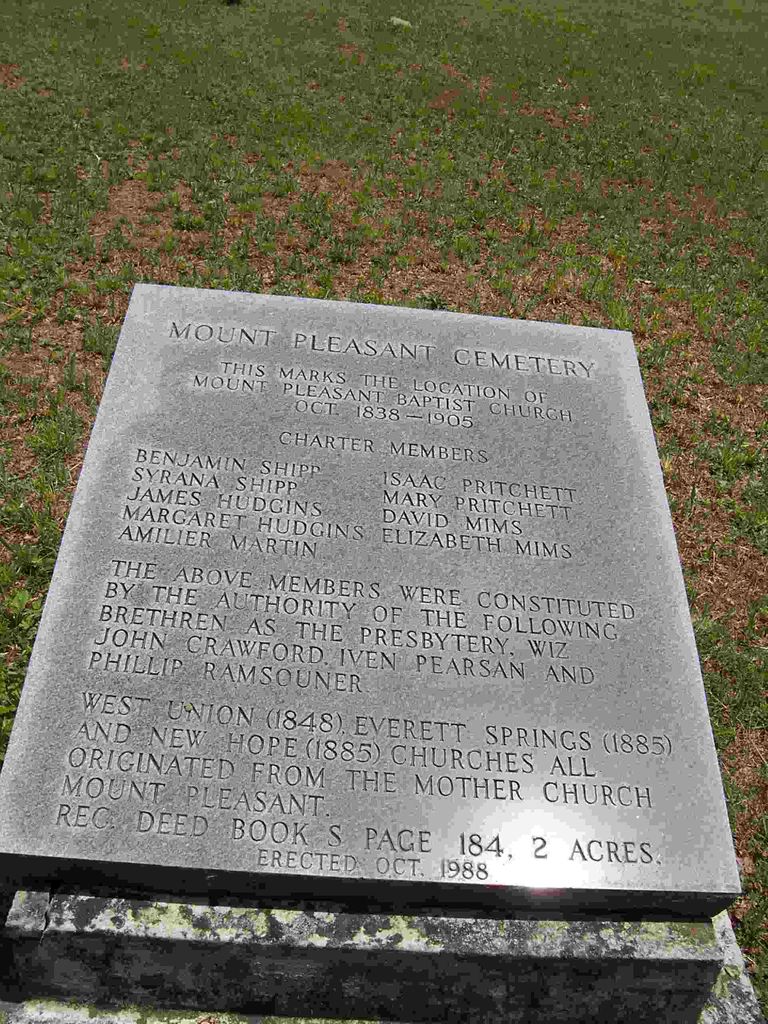 MOUNT PLEASANT CEMETERY
THIS MARKS THE LOCATION OF
MOUNT PLEASANT BAPTIST CHURCH
OCT. 1838 — 1905
CHARTER MEMBERS
BENJAMIN SHIPP
SYRANA SHIPP
JAMES HUDGINS
MARGARET HUDGINS
AMILIER MARTIN
ISAAC PRITCHETT
MARY PRITCHETT
DAVID MIMS
ELIZABETH MIMS
THE ABOVE MEMBERS WERE CONSTITUTED
BY THE AUTHORITY OF THE FOLLOWING
BRETHREN AS THE PRESBYTERY, WIZ
JOHN CRAWFORD, IVEN PEARSAN AND
PHILLIP RAMSOUNER
WEST UNION (1848), EVERETT SPRINGS (1885)
AND NEW HOPE (1885) CHURCHES ALL
ORIGINATED FROM THE MOTHER CHURCH
MOUNT PLEASANT.
REC. DEED BOOK S PAGE 184, 2 ACRES.
ERECTED OCT. 1988